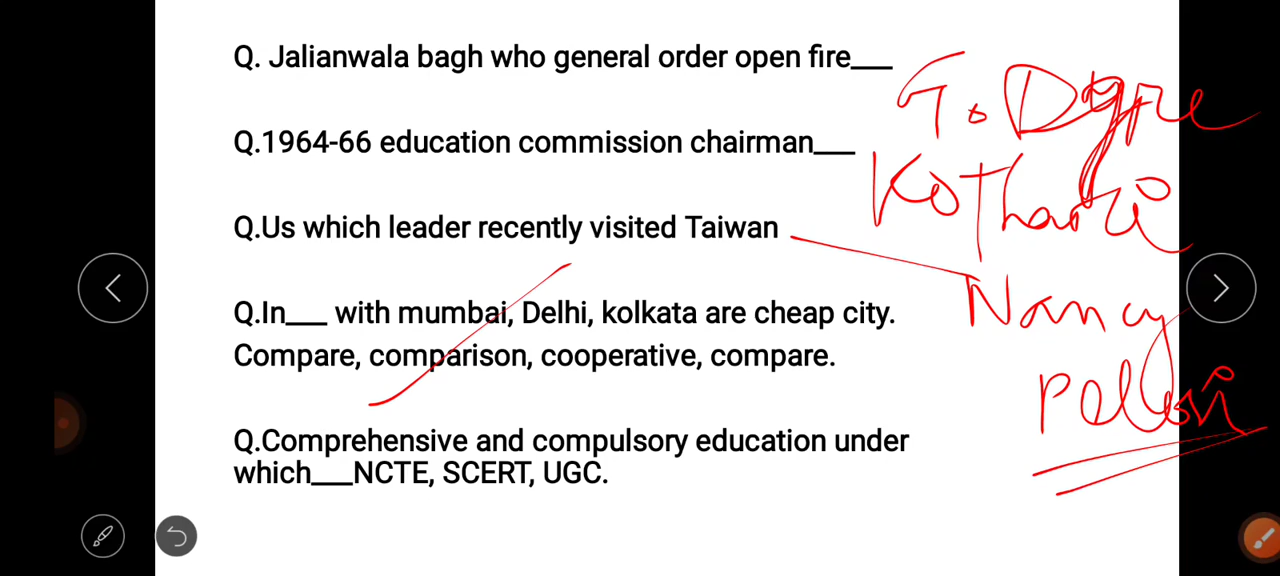 Q. Jalianwala bagh who general order open fire___
G. Dyre
Q.1964-66 education commission chairman___
Kothari
Q.Us which leader recently visited Taiwan
Nancy
Pellosi
Q.In___ with mumbai, Delhi, kolkata are cheap city.
Compare, comparison, cooperative, compare.
Q.Comprehensive and compulsory education under
which___NCTE, SCERT, UGC.